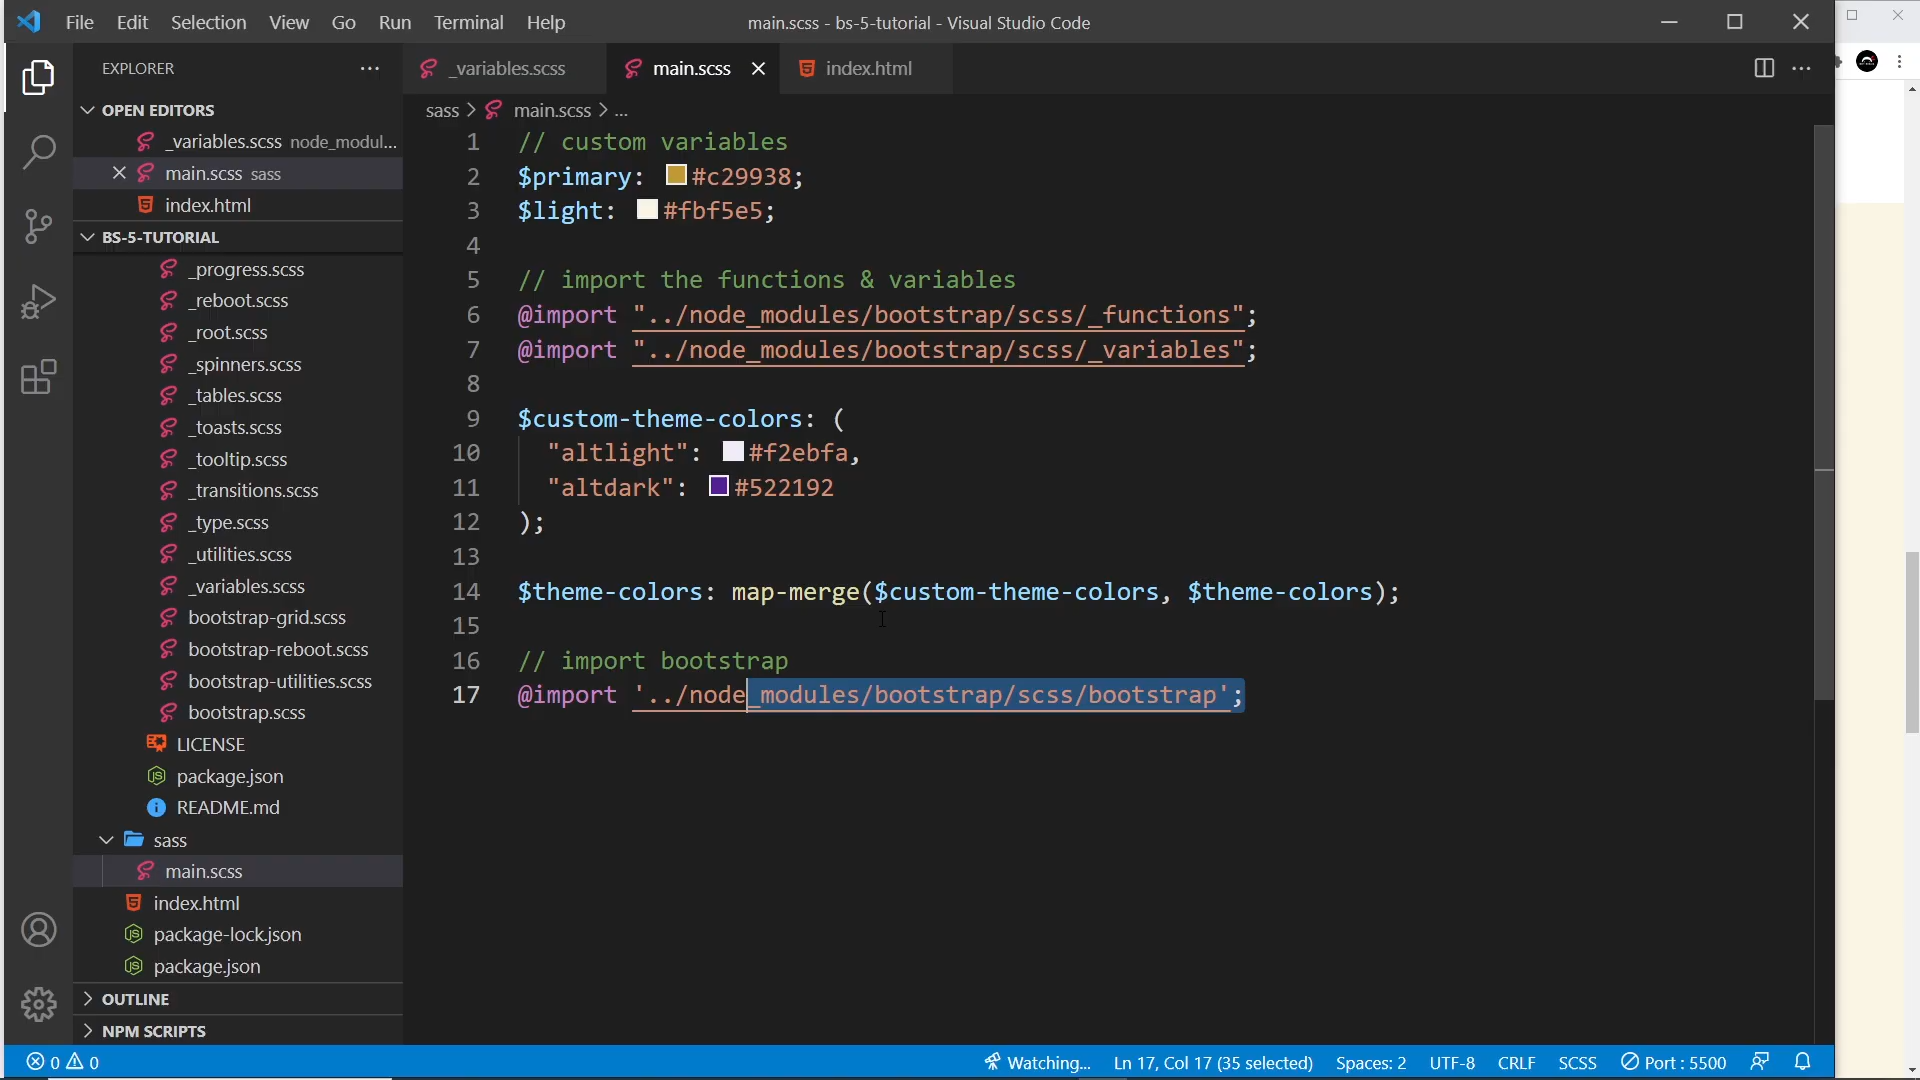 File Edit Selection View Go Run Terminal Help
main.scss - bs-5-tutorial - Visual Studio Code
EXPLORER
OPEN EDITORS
_variables.scss node_modul...
main.scss sass
index.html
BS-5-TUTORIAL
_progress.scss
_reboot.scss
_root.scss
_spinners.scss
_tables.scss
_toasts.scss
_tooltip.scss
_transitions.scss
_type.scss
_utilities.scss
_variables.scss
bootstrap-grid.scss
bootstrap-reboot.scss
bootstrap-utilities.scss
bootstrap.scss
LICENSE
package.json
README.md
sass
main.scss
index.html
package-lock.json
package.json
OUTLINE
NPM SCRIPTS
_variables.scss main.scss index.html
sass > main.scss > ...
1 // custom variables
2 $primary: #c29938;
3 $light: #fbf5e5;
4
5 // import the functions & variables
6 @import "../node_modules/bootstrap/scss/_functions";
7 @import "../node_modules/bootstrap/scss/_variables";
8
9 $custom-theme-colors: (
10 "altlight": #f2ebfa,
11 "altdark": #522192
12 );
13
14 $theme-colors: map-merge($custom-theme-colors, $theme-colors);
15
16 // import bootstrap
17 @import '../node_modules/bootstrap/scss/bootstrap';
0 0 Watching... Ln 17, Col 17 (35 selected) Spaces: 2 UTF-8 CRLF SCSS Port : 5500